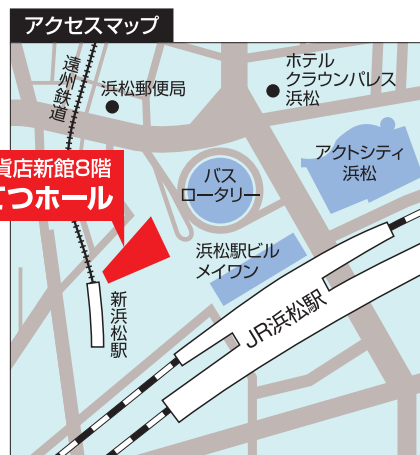 アクセスマップ
遠州鉄道
浜松郵便局
ホテル
クラウンパレス
浜松
貨店新館8階
てつホール
バス
ロータリー
アクトシティ
浜松
浜松駅ビル
メイワン
新浜松駅
JR浜松駅